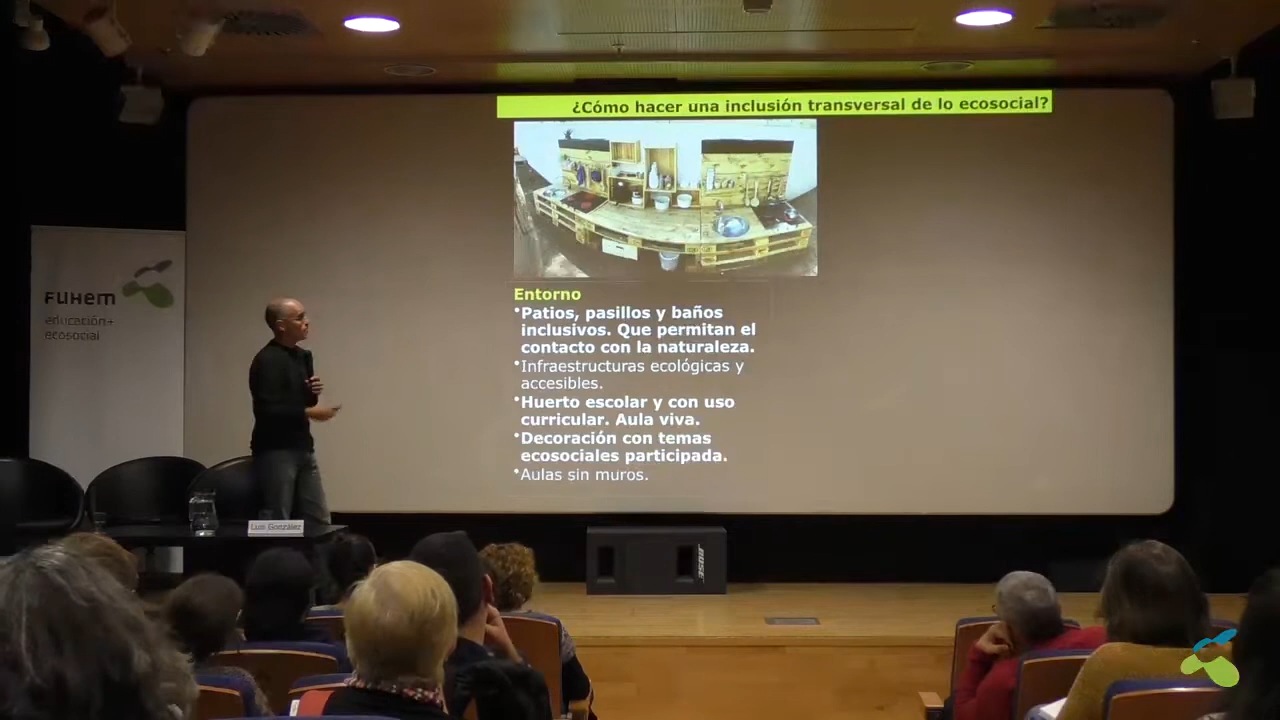 ¿Cómo hacer una inclusión transversal de lo ecosocial?
FUHEM
educación+
ecosocial
Entorno
•Patios, pasillos y baños
inclusivos. Que permitan el
contacto con la naturaleza.
•Infraestructuras ecológicas y
accesibles.
•Huerto escolar y con uso
curricular. Aula viva.
•Decoración con temas
ecosociales participada.
•Aulas sin muros.
Luis González
BOSE